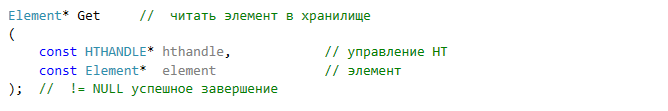 Element* Get     //  читать элемент в хранилище
(
    const HTHANDLE* hthandle,            // управление HT
    const Element*  element              // элемент
);  //  != NULL успешное завершение